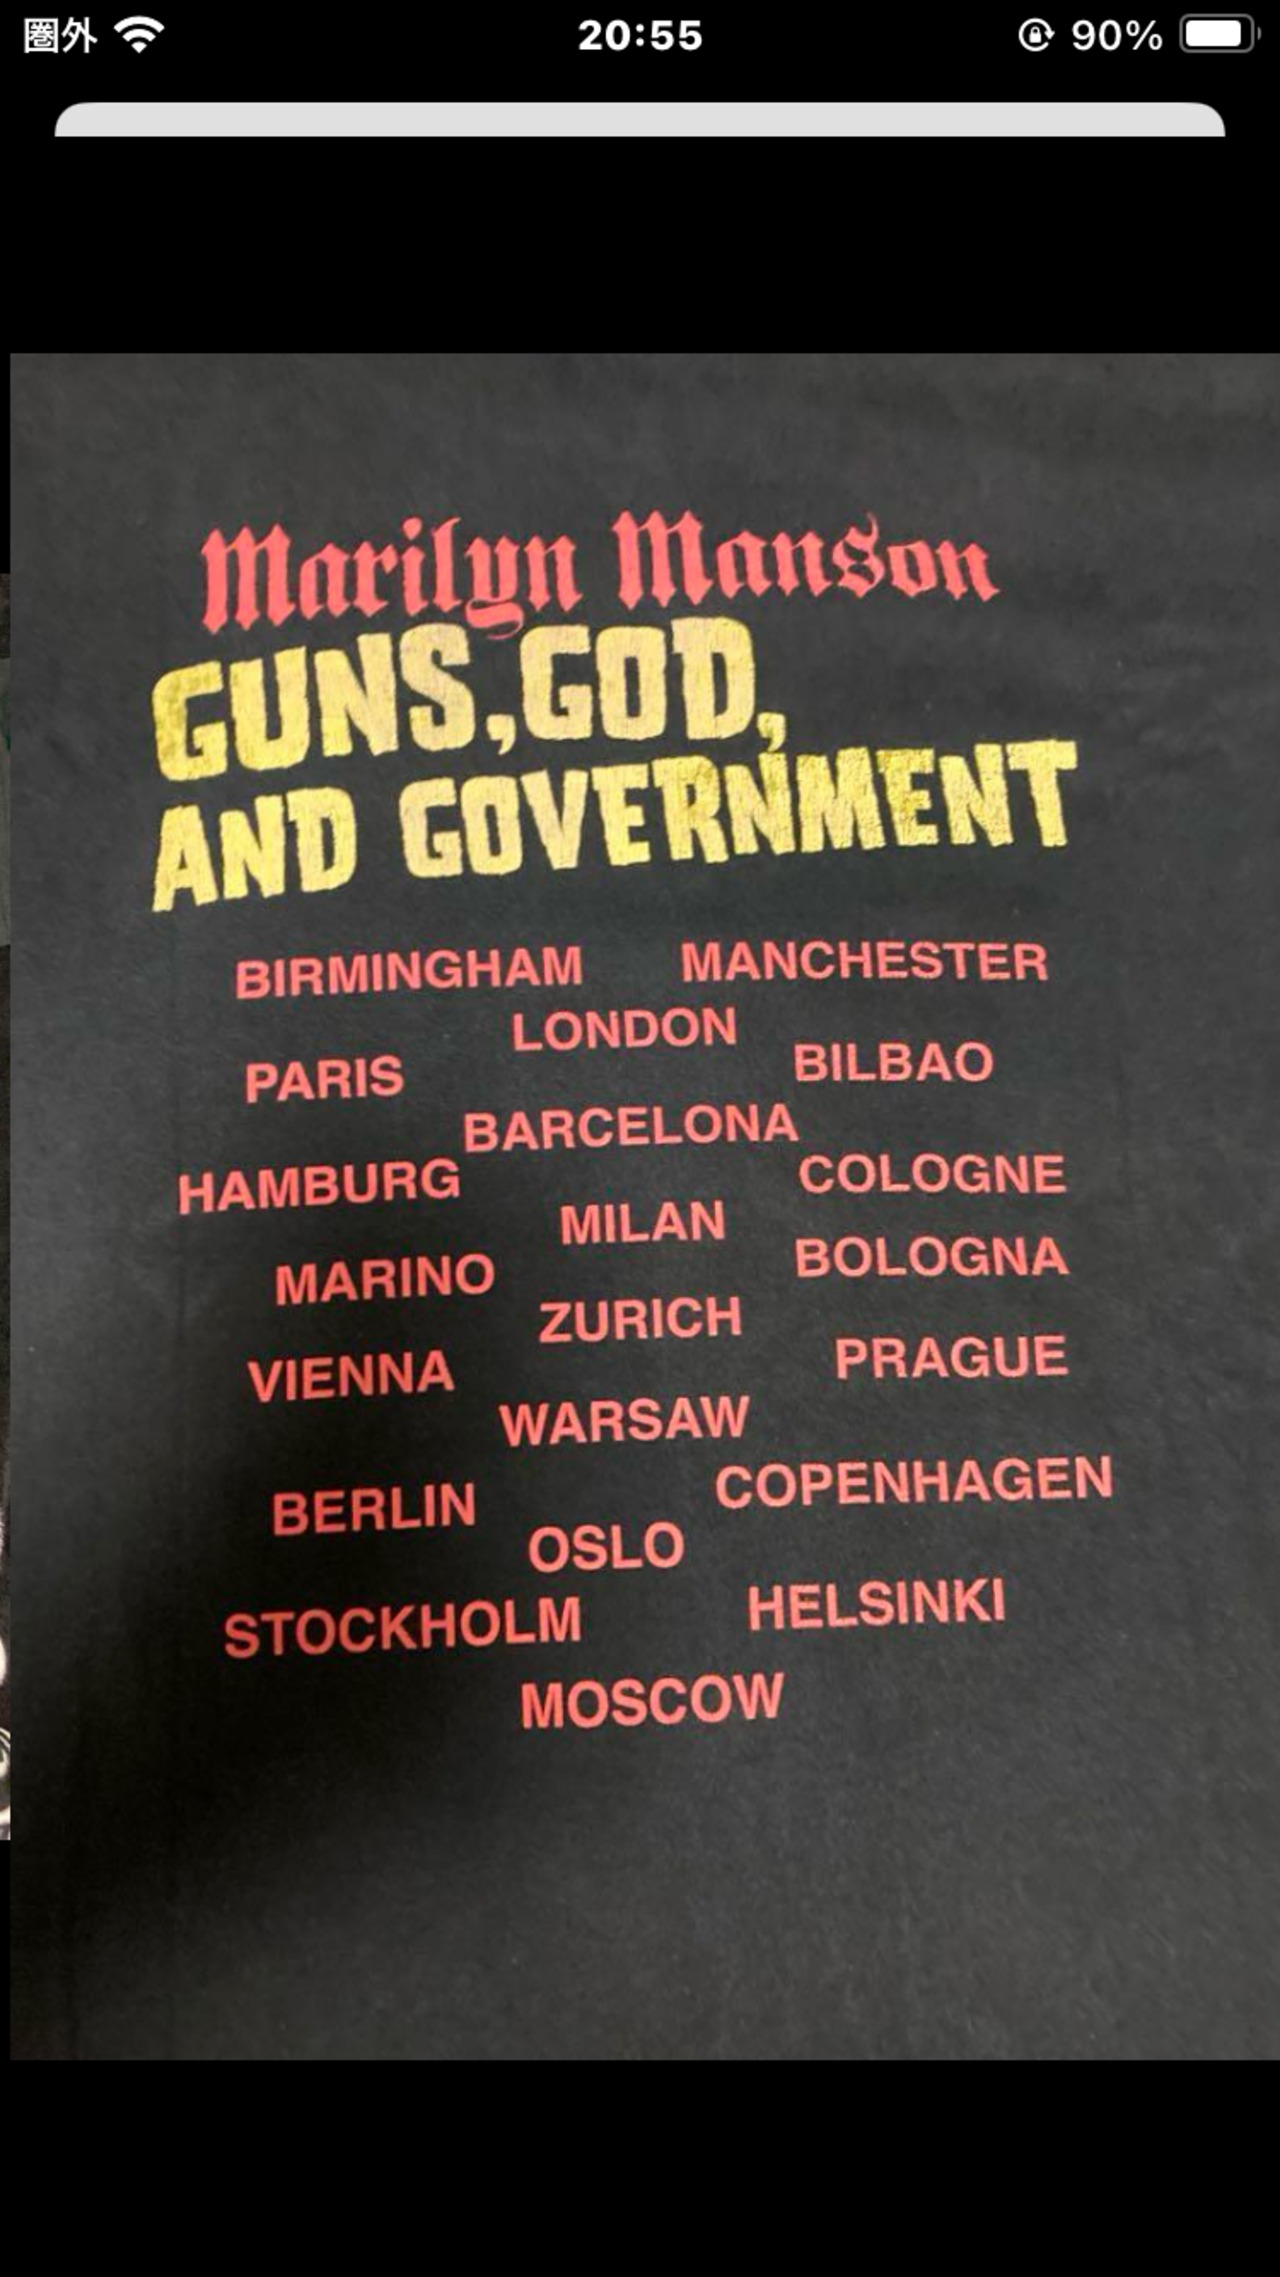 圏外 20:55 90%
Marilyn Manson
GUNS,GOD,
AND GOVERNMENT
BIRMINGHAM MANCHESTER
LONDON
PARIS BILBAO
BARCELONA
HAMBURG COLOGNE
MILAN
MARINO BOLOGNA
ZURICH
VIENNA PRAGUE
WARSAW
BERLIN COPENHAGEN
OSLO
STOCKHOLM HELSINKI
MOSCOW